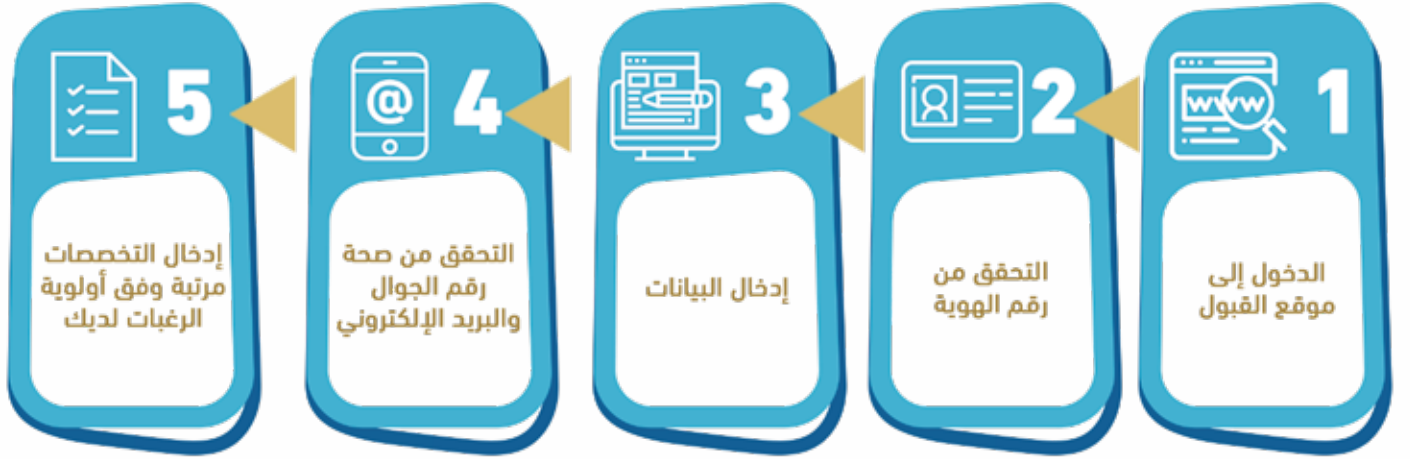 1
www
الدخول إلى
موقع القبول
2
التحقق من
رقم الهوية
3
إدخال البيانات
4
@
التحقق من صحة
رقم الجوال
والبريد الإلكتروني
5
إدخال التخصصات
مرتبة وفق أولوية
الرغبات لديك